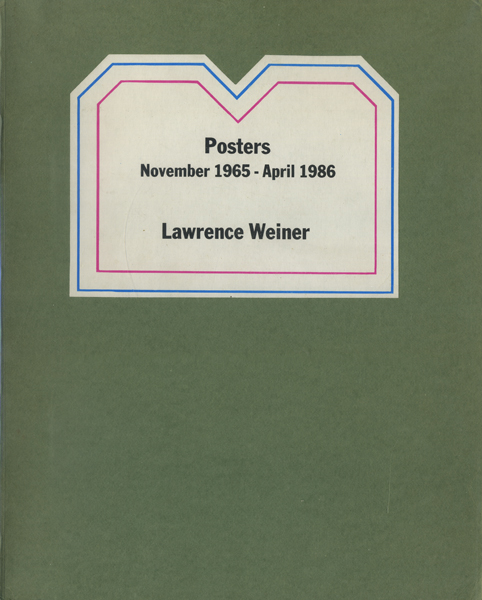 Posters
November 1965 - April 1986
Lawrence Weiner